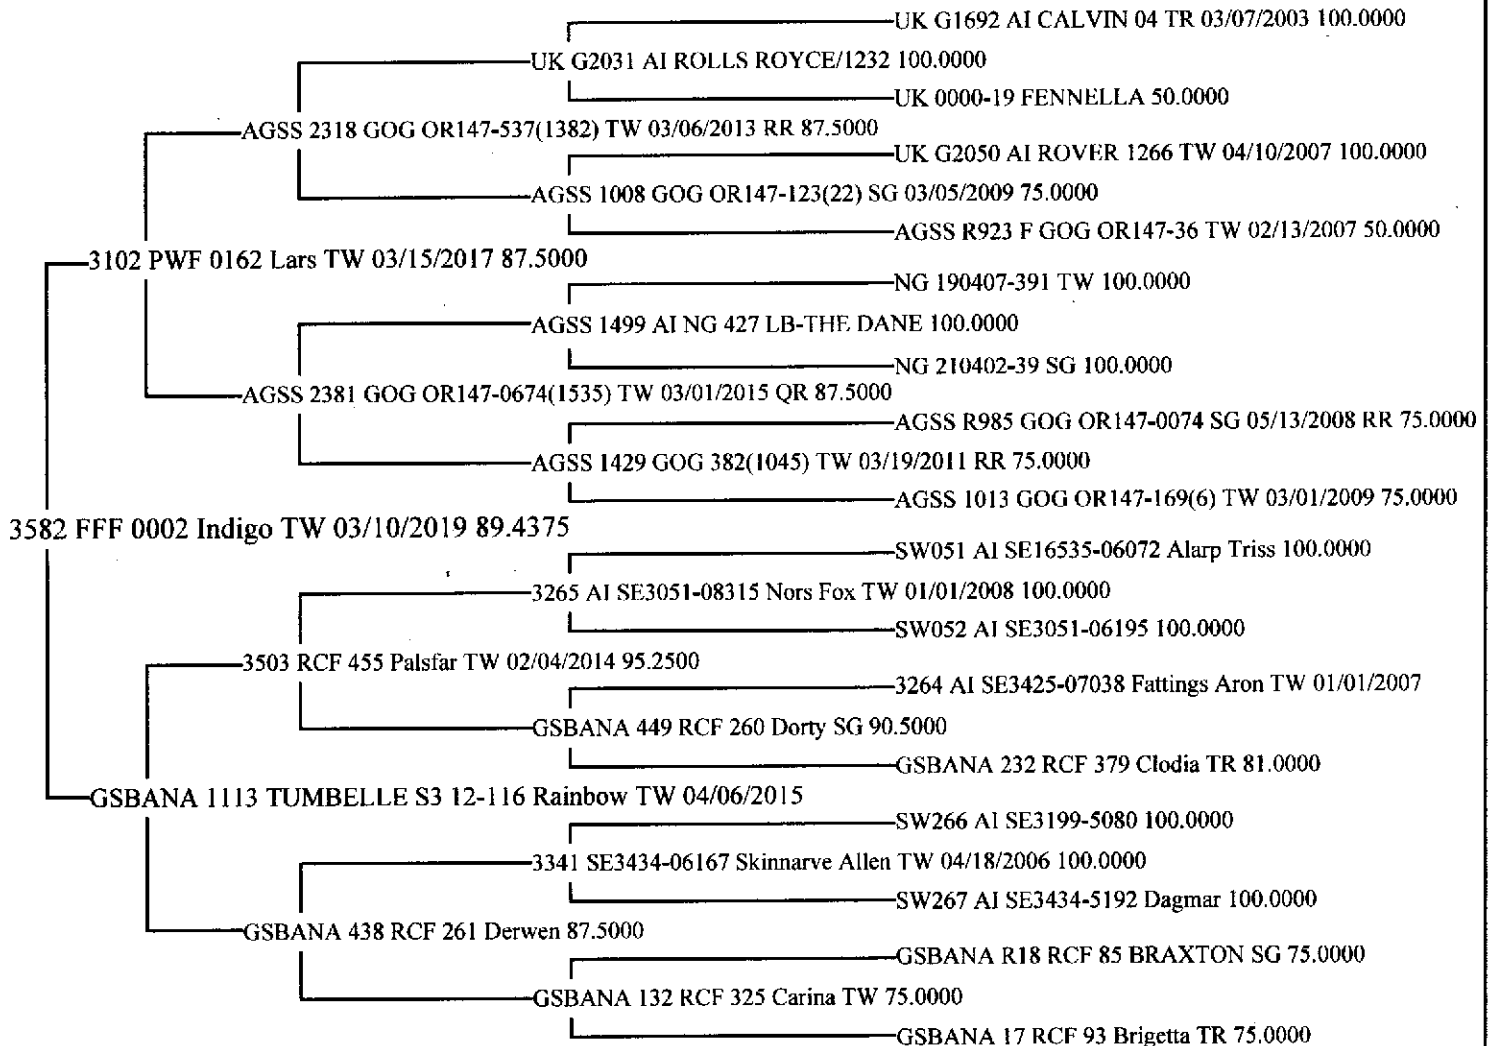 UK G1692 AI CALVIN 04 TR 03/07/2003 100.0000
UK G2031 AI ROLLS ROYCE/1232 100.0000
UK 0000-19 FENNELLA 50.0000
AGSS 2318 GOG OR147-537(1382) TW 03/06/2013 RR 87.5000
UK G2050 AI ROVER 1266 TW 04/10/2007 100.0000
AGSS 1008 GOG OR147-123(22) SG 03/05/2009 75.0000
AGSS R923 F GOG OR147-36 TW 02/13/2007 50.0000
3102 PWF 0162 Lars TW 03/15/2017 87.5000
NG 190407-391 TW 100.0000
AGSS 1499 AI NG 427 LB-THE DANE 100.0000
NG 210402-39 SG 100.0000
AGSS 2381 GOG OR147-0674(1535) TW 03/01/2015 QR 87.5000
AGSS R985 GOG OR147-0074 SG 05/13/2008 RR 75.0000
AGSS 1429 GOG 382(1045) TW 03/19/2011 RR 75.0000
AGSS 1013 GOG OR147-169(6) TW 03/01/2009 75.0000
3582 FFF 0002 Indigo TW 03/10/2019 89.4375
SW051 AI SE16535-06072 Alarp Triss 100.0000
3265 AI SE3051-08315 Nors Fox TW 01/01/2008 100.0000
SW052 AI SE3051-06195 100.0000
3503 RCF 455 Palsfar TW 02/04/2014 95.2500
3264 AI SE3425-07038 Fattings Aron TW 01/01/2007
GSBANA 449 RCF 260 Dorty SG 90.5000
GSBANA 232 RCF 379 Clodia TR 81.0000
GSBANA 1113 TUMBELLE S3 12-116 Rainbow TW 04/06/2015
SW266 AI SE3199-5080 100.0000
3341 SE3434-06167 Skinnarve Allen TW 04/18/2006 100.0000
SW267 AI SE3434-5192 Dagmar 100.0000
GSBANA 438 RCF 261 Derwen 87.5000
GSBANA R18 RCF 85 BRAXTON SG 75.0000
GSBANA 132 RCF 325 Carina TW 75.0000
GSBANA 17 RCF 93 Brigetta TR 75.0000